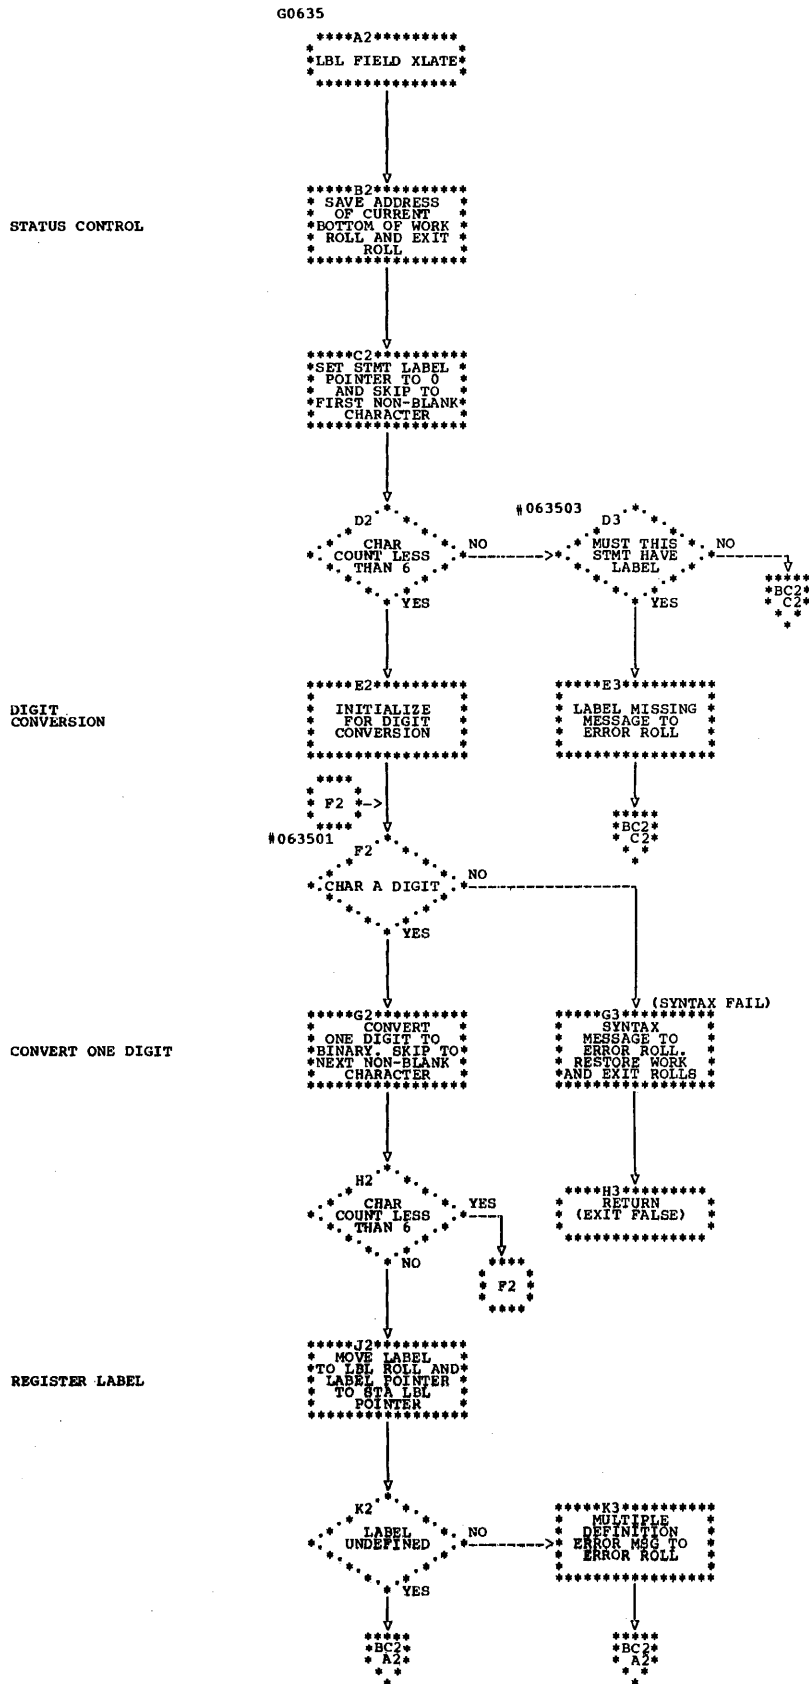 G0635
A2
LBL FIELD XLATE
STATUS CONTROL
B2
SAVE ADDRESS
OF CURRENT
BOTTOM OF WORK
ROLL AND EXIT
ROLL
C2
SET STMT LABEL
POINTER TO 0
AND SKIP TO
FIRST NON-BLANK
CHARACTER
D2
CHAR
COUNT LESS
THAN 6
NO
YES
#063503
D3
MUST THIS
STMT HAVE
LABEL
NO
YES
BC2
C2
DIGIT
CONVERSION
E2
INITIALIZE
FOR DIGIT
CONVERSION
E3
LABEL MISSING
MESSAGE TO
ERROR ROLL
F2
BC2
C2
#063501
F2
CHAR A DIGIT
NO
YES
(SYNTAX FAIL)
CONVERT ONE DIGIT
G2
CONVERT
ONE DIGIT TO
BINARY. SKIP TO
NEXT NON-BLANK
CHARACTER
G3
SYNTAX
MESSAGE TO
ERROR ROLL.
RESTORE WORK
AND EXIT ROLLS
H2
CHAR
COUNT LESS
THAN 6
YES
NO
F2
H3
RETURN
(EXIT FALSE)
REGISTER LABEL
J2
MOVE LABEL
TO LBL ROLL AND
LABEL POINTER
TO STA LBL
POINTER
K2
LABEL
UNDEFINED
NO
YES
K3
MULTIPLE
DEFINITION
ERROR MSG TO
ERROR ROLL
BC2
A2
BC2
A2